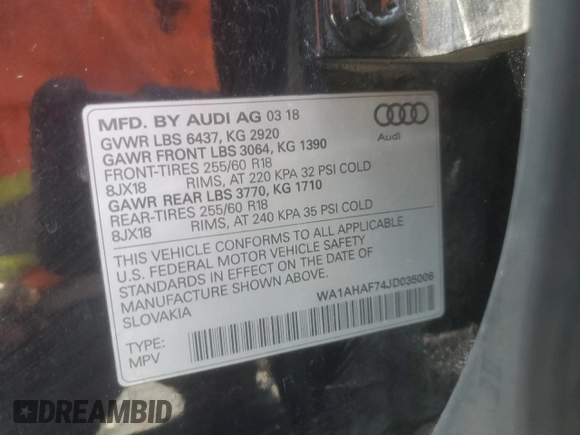 MFD. BY AUDI AG 03 18
GVWR LBS 6437, KG 2920
GAWR FRONT LBS 3064, KG 1390
FRONT-TIRES 255/60 R18
8JX18 RIMS, AT 220 KPA 32 PSI COLD
GAWR REAR LBS 3770, KG 1710
REAR-TIRES 255/60 R18
8JX18 RIMS, AT 240 KPA 35 PSI COLD
Audi
THIS VEHICLE CONFORMS TO ALL APPLICABLE
U.S. FEDERAL MOTOR VEHICLE SAFETY
STANDARDS IN EFFECT ON THE DATE OF
MANUFACTURE SHOWN ABOVE.
SLOVAKIA
WA1AHAF74JD035006
TYPE:
MPV
DREAMBID